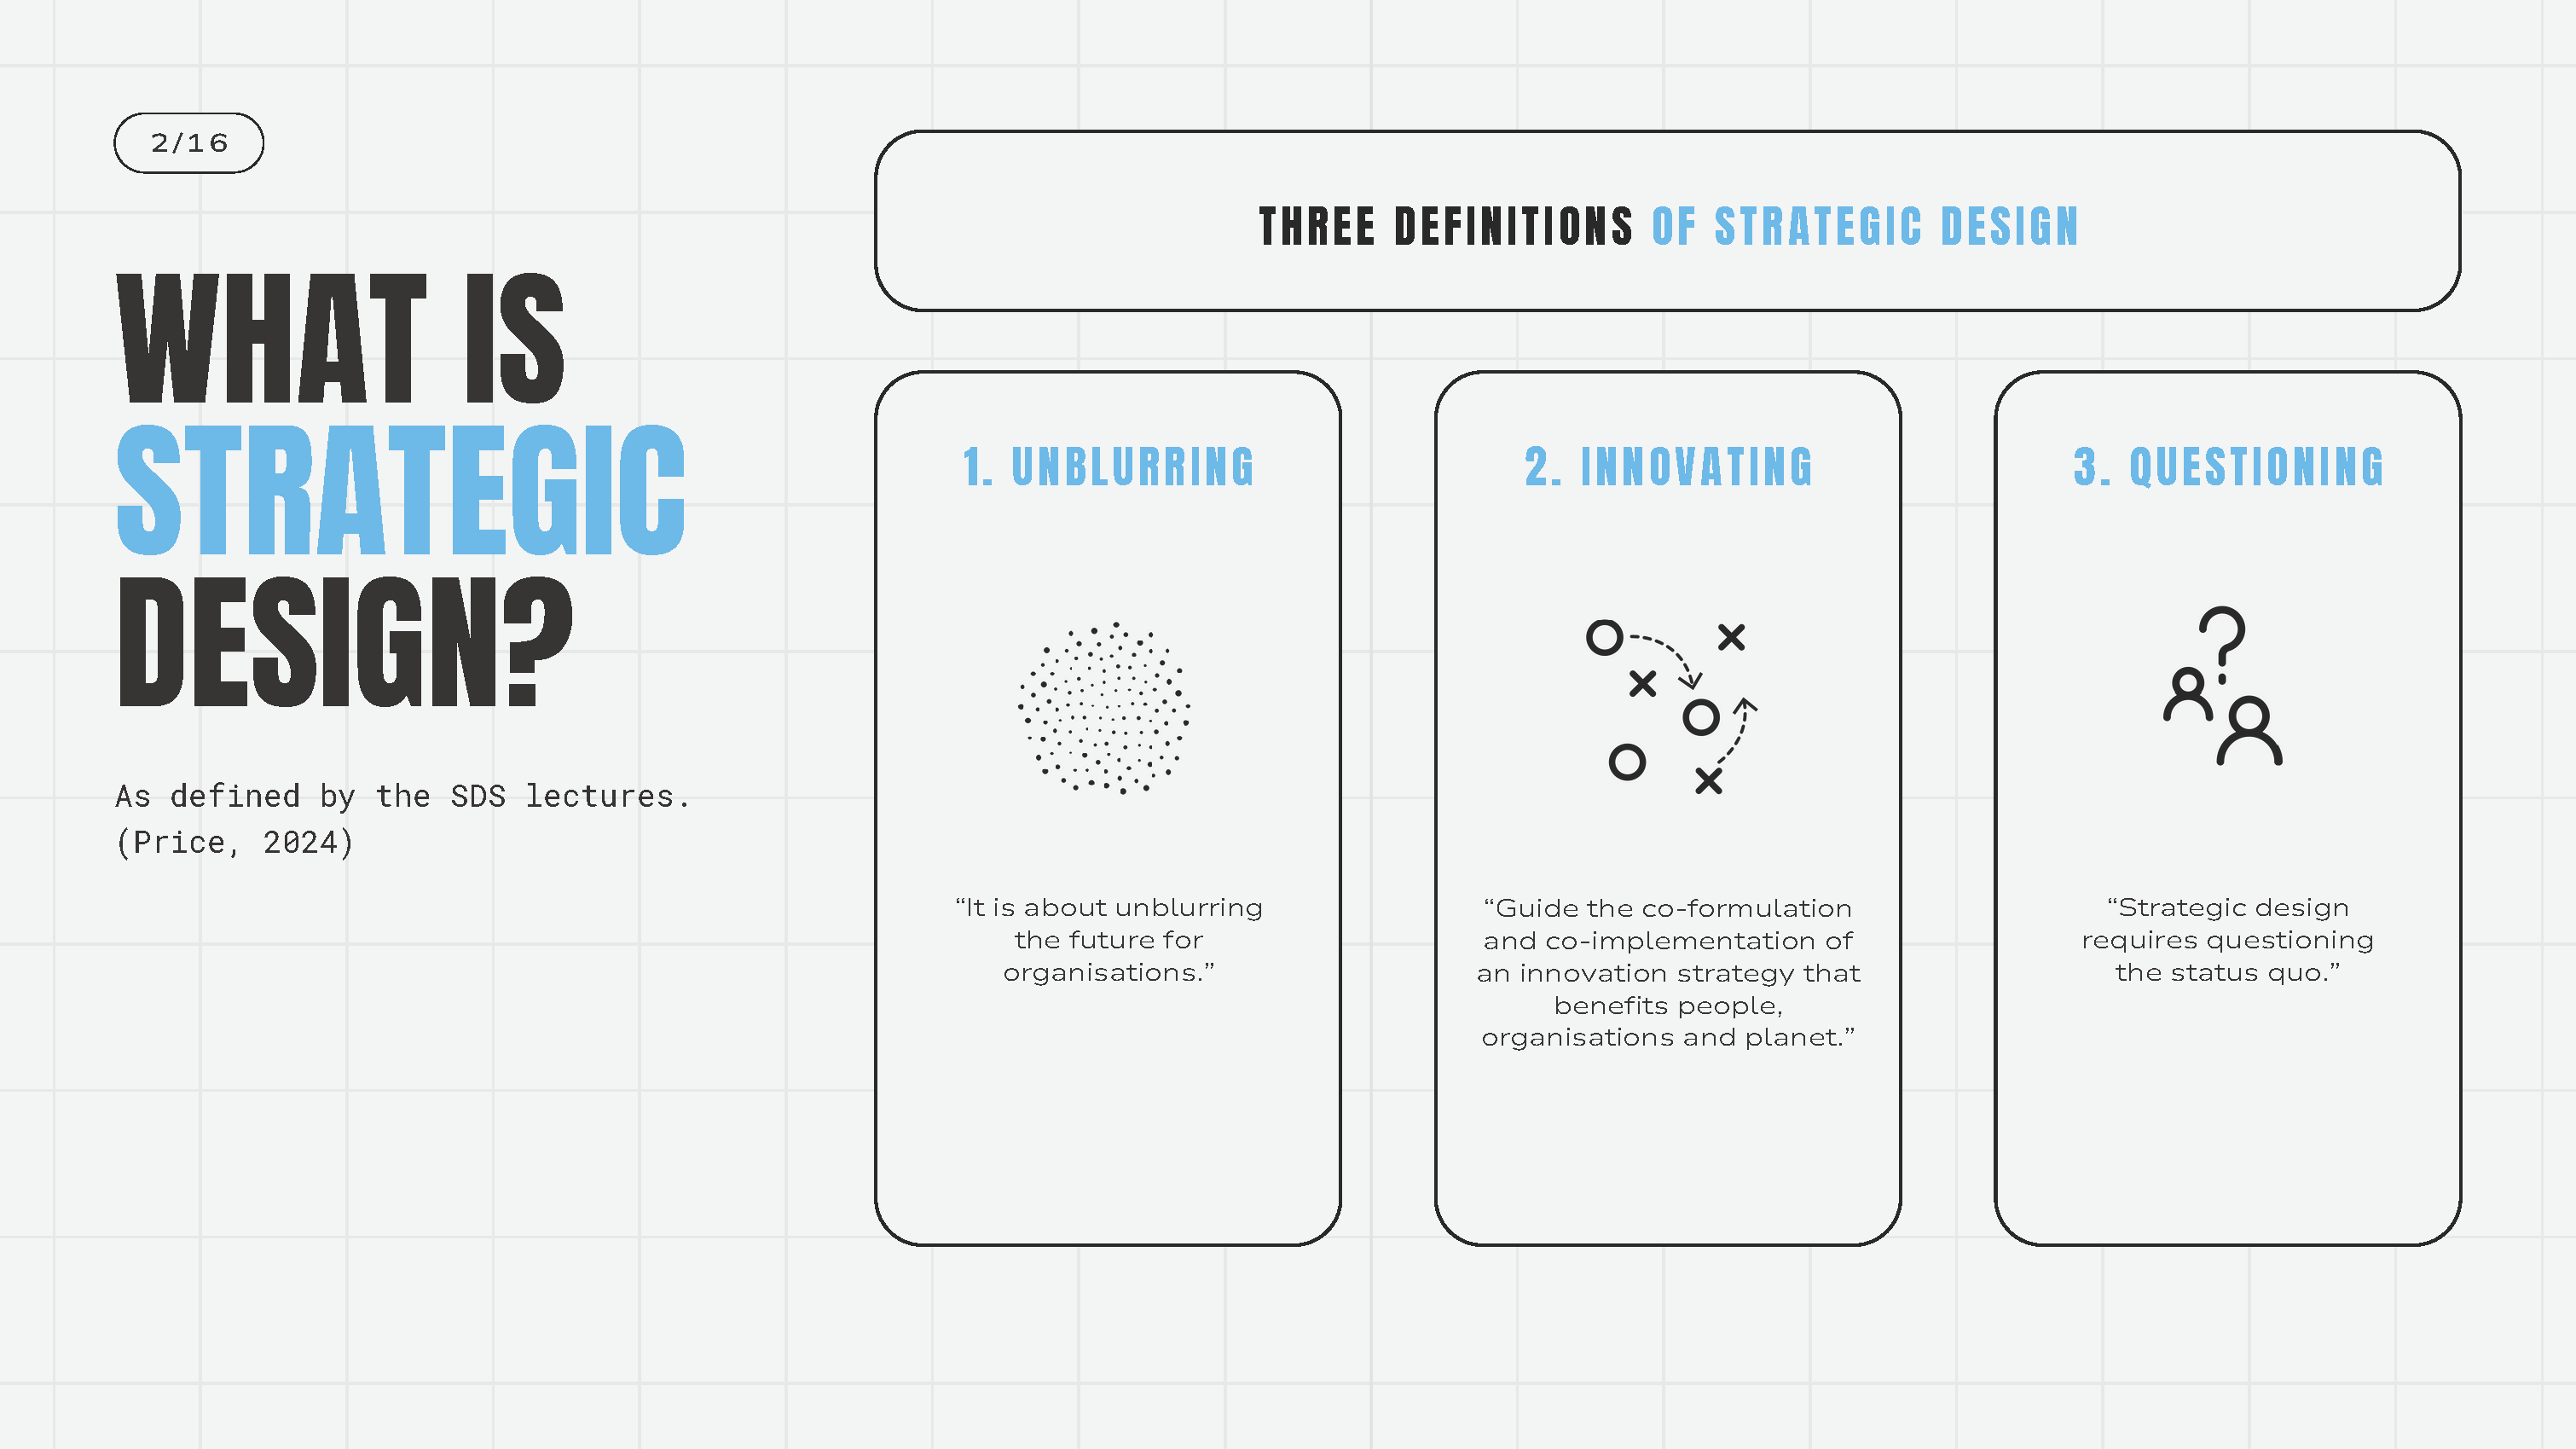 2/16
WHAT IS
STRATEGIC
DESIGN?
As defined by the SDS lectures.
(Price, 2024)
THREE DEFINITIONS OF STRATEGIC DESIGN
1. UNBLURRING
“It is about unblurring
the future for
organisations.”
2. INNOVATING
“Guide the co-formulation
and co-implementation of
an innovation strategy that
benefits people,
organisations and planet.”
3. QUESTIONING
“Strategic design
requires questioning
the status quo.”